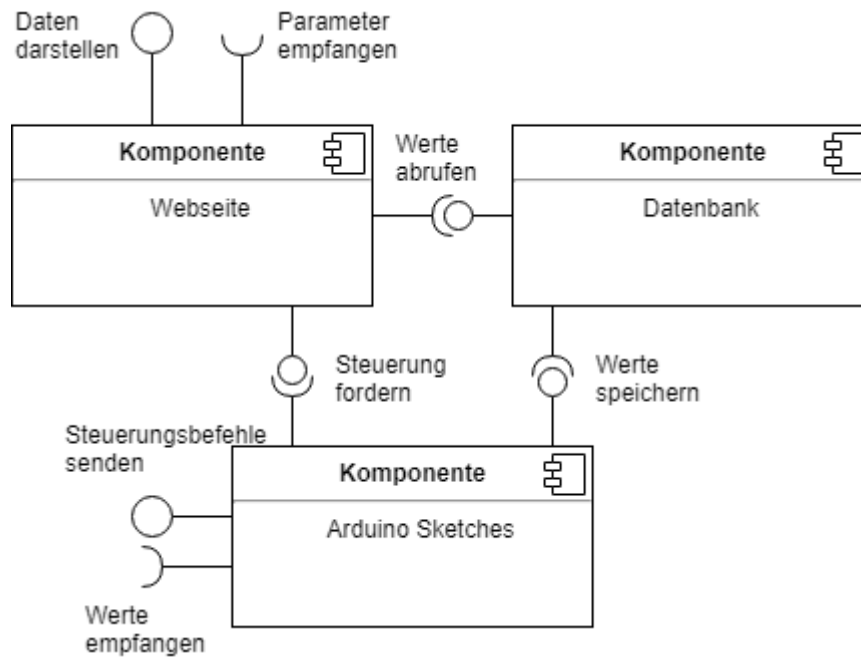 Daten
darstellen
Parameter
empfangen
Komponente
Webseite
Werte
abrufen
Komponente
Datenbank
Steuerung
fordern
Werte
speichern
Steuerungsbefehle
senden
Komponente
Arduino Sketches
Werte
empfangen